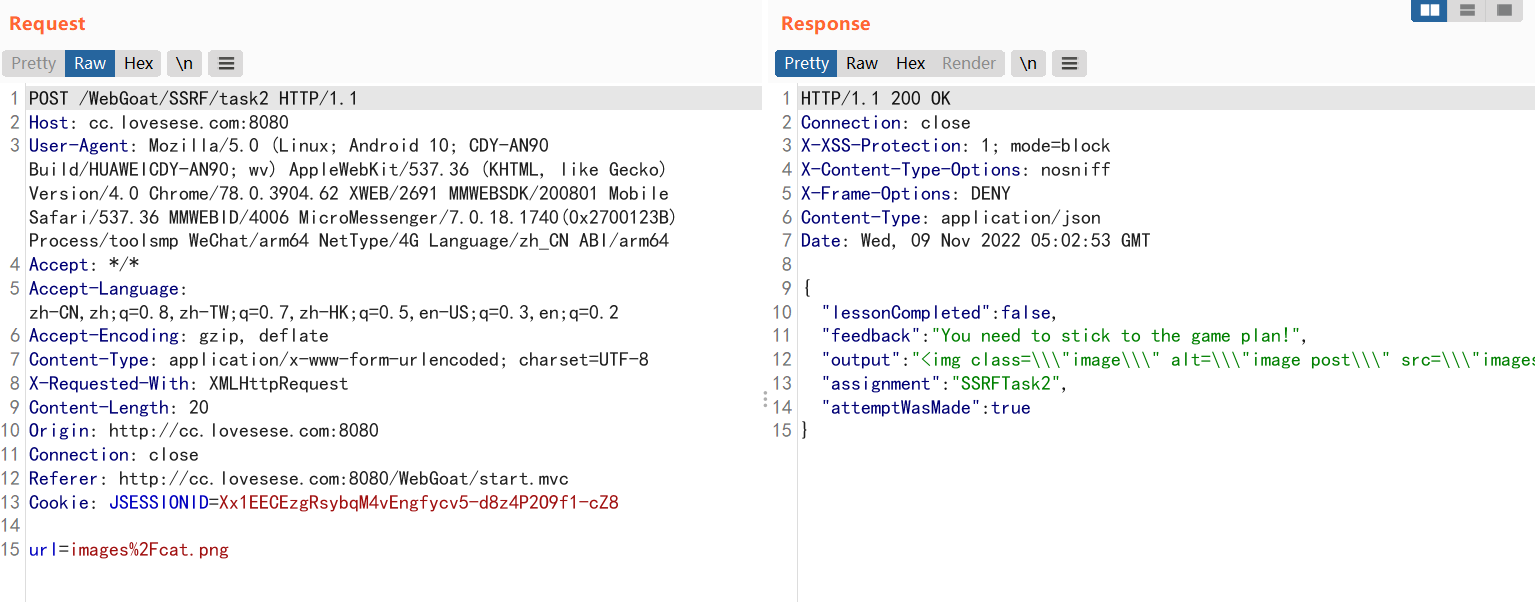 Request
Pretty Raw Hex \n
1 POST /WebGoat/SSRF/task2 HTTP/1.1
2 Host: cc.lovesese.com:8080
3 User-Agent: Mozilla/5.0 (Linux; Android 10; CDY-AN90
Build/HUAWEICDY-AN90; wv) AppleWebKit/537.36 (KHTML, like Gecko)
Version/4.0 Chrome/78.0.3904.62 XWEB/2691 MMWEBSDK/200801 Mobile
Safari/537.36 MMWEBID/4006 MicroMessenger/7.0.18.1740(0x2700123B)
Process/toolsmp WeChat/arm64 NetType/4G Language/zh_CN ABI/arm64
4 Accept: */*
5 Accept-Language:
zh-CN,zh;q=0.8,zh-TW;q=0.7,zh-HK;q=0.5,en-US;q=0.3,en;q=0.2
6 Accept-Encoding: gzip, deflate
7 Content-Type: application/x-www-form-urlencoded; charset=UTF-8
8 X-Requested-With: XMLHttpRequest
9 Content-Length: 20
10 Origin: http://cc.lovesese.com:8080
11 Connection: close
12 Referer: http://cc.lovesese.com:8080/WebGoat/start.mvc
13 Cookie: JSESSIONID=Xx1EECEzgRsybqM4vEngfycv5-d8z4P2O9f1-cZ8
14
15 url=images%2Fcat.png
Response
Pretty Raw Hex Render \n
1 HTTP/1.1 200 OK
2 Connection: close
3 X-XSS-Protection: 1; mode=block
4 X-Content-Type-Options: nosniff
5 X-Frame-Options: DENY
6 Content-Type: application/json
7 Date: Wed, 09 Nov 2022 05:02:53 GMT
8
9 {
10 "lessonCompleted":false,
11 "feedback":"You need to stick to the game plan!",
12 "output":"<img class=\\\"image\\\" alt=\\\"image post\\\" src=\\\"images
13 "assignment":"SSRFTask2",
14 "attemptWasMade":true
15 }